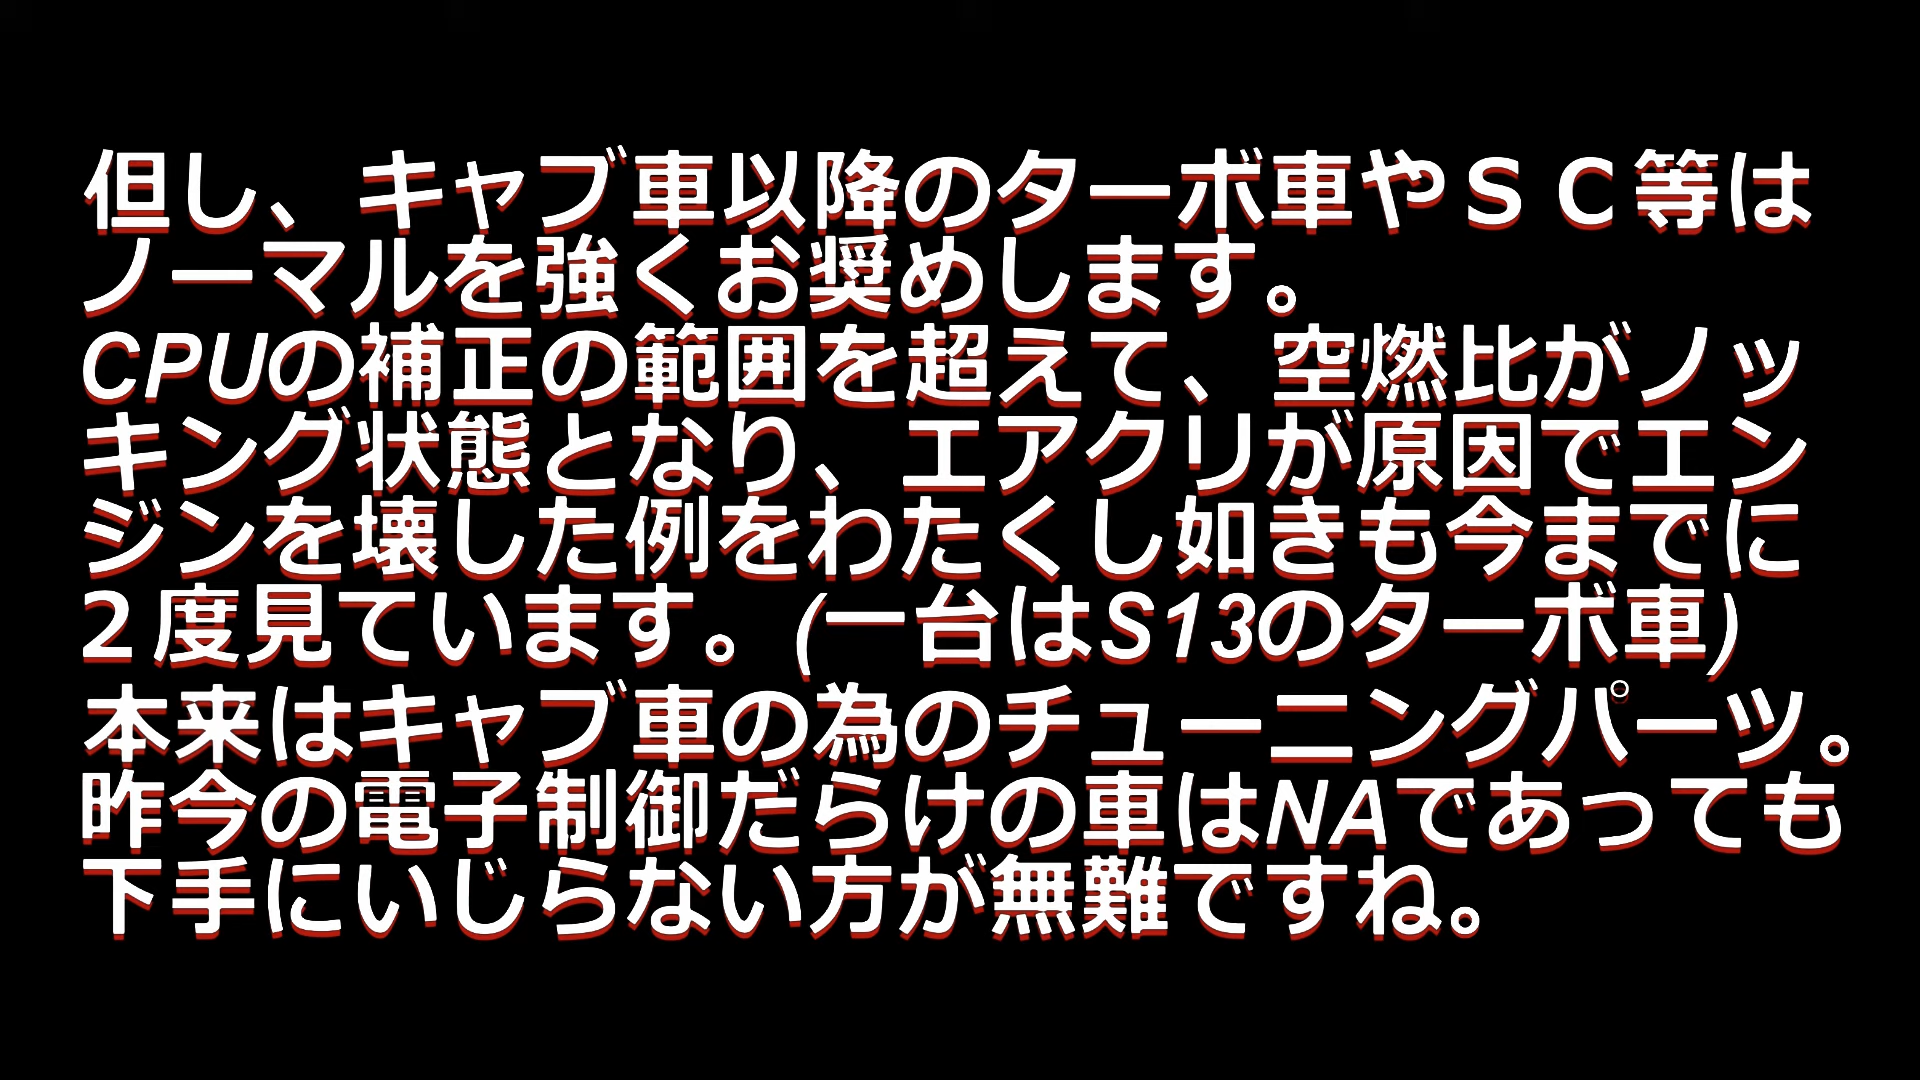 但し、キャブ車以降のターボ車やＳＣ等は
ノーマルを強くお奨めします。
CPUの補正の範囲を超えて、空燃比がノッ
キング状態となり、エアクリが原因でエン
ジンを壊した例をわたくし如きも今までに
２度見ています。(一台はS13のターボ車)
本来はキャブ車の為のチューニングパーツ。
昨今の電子制御だらけの車はNAであっても
下手にいじらない方が無難ですね。